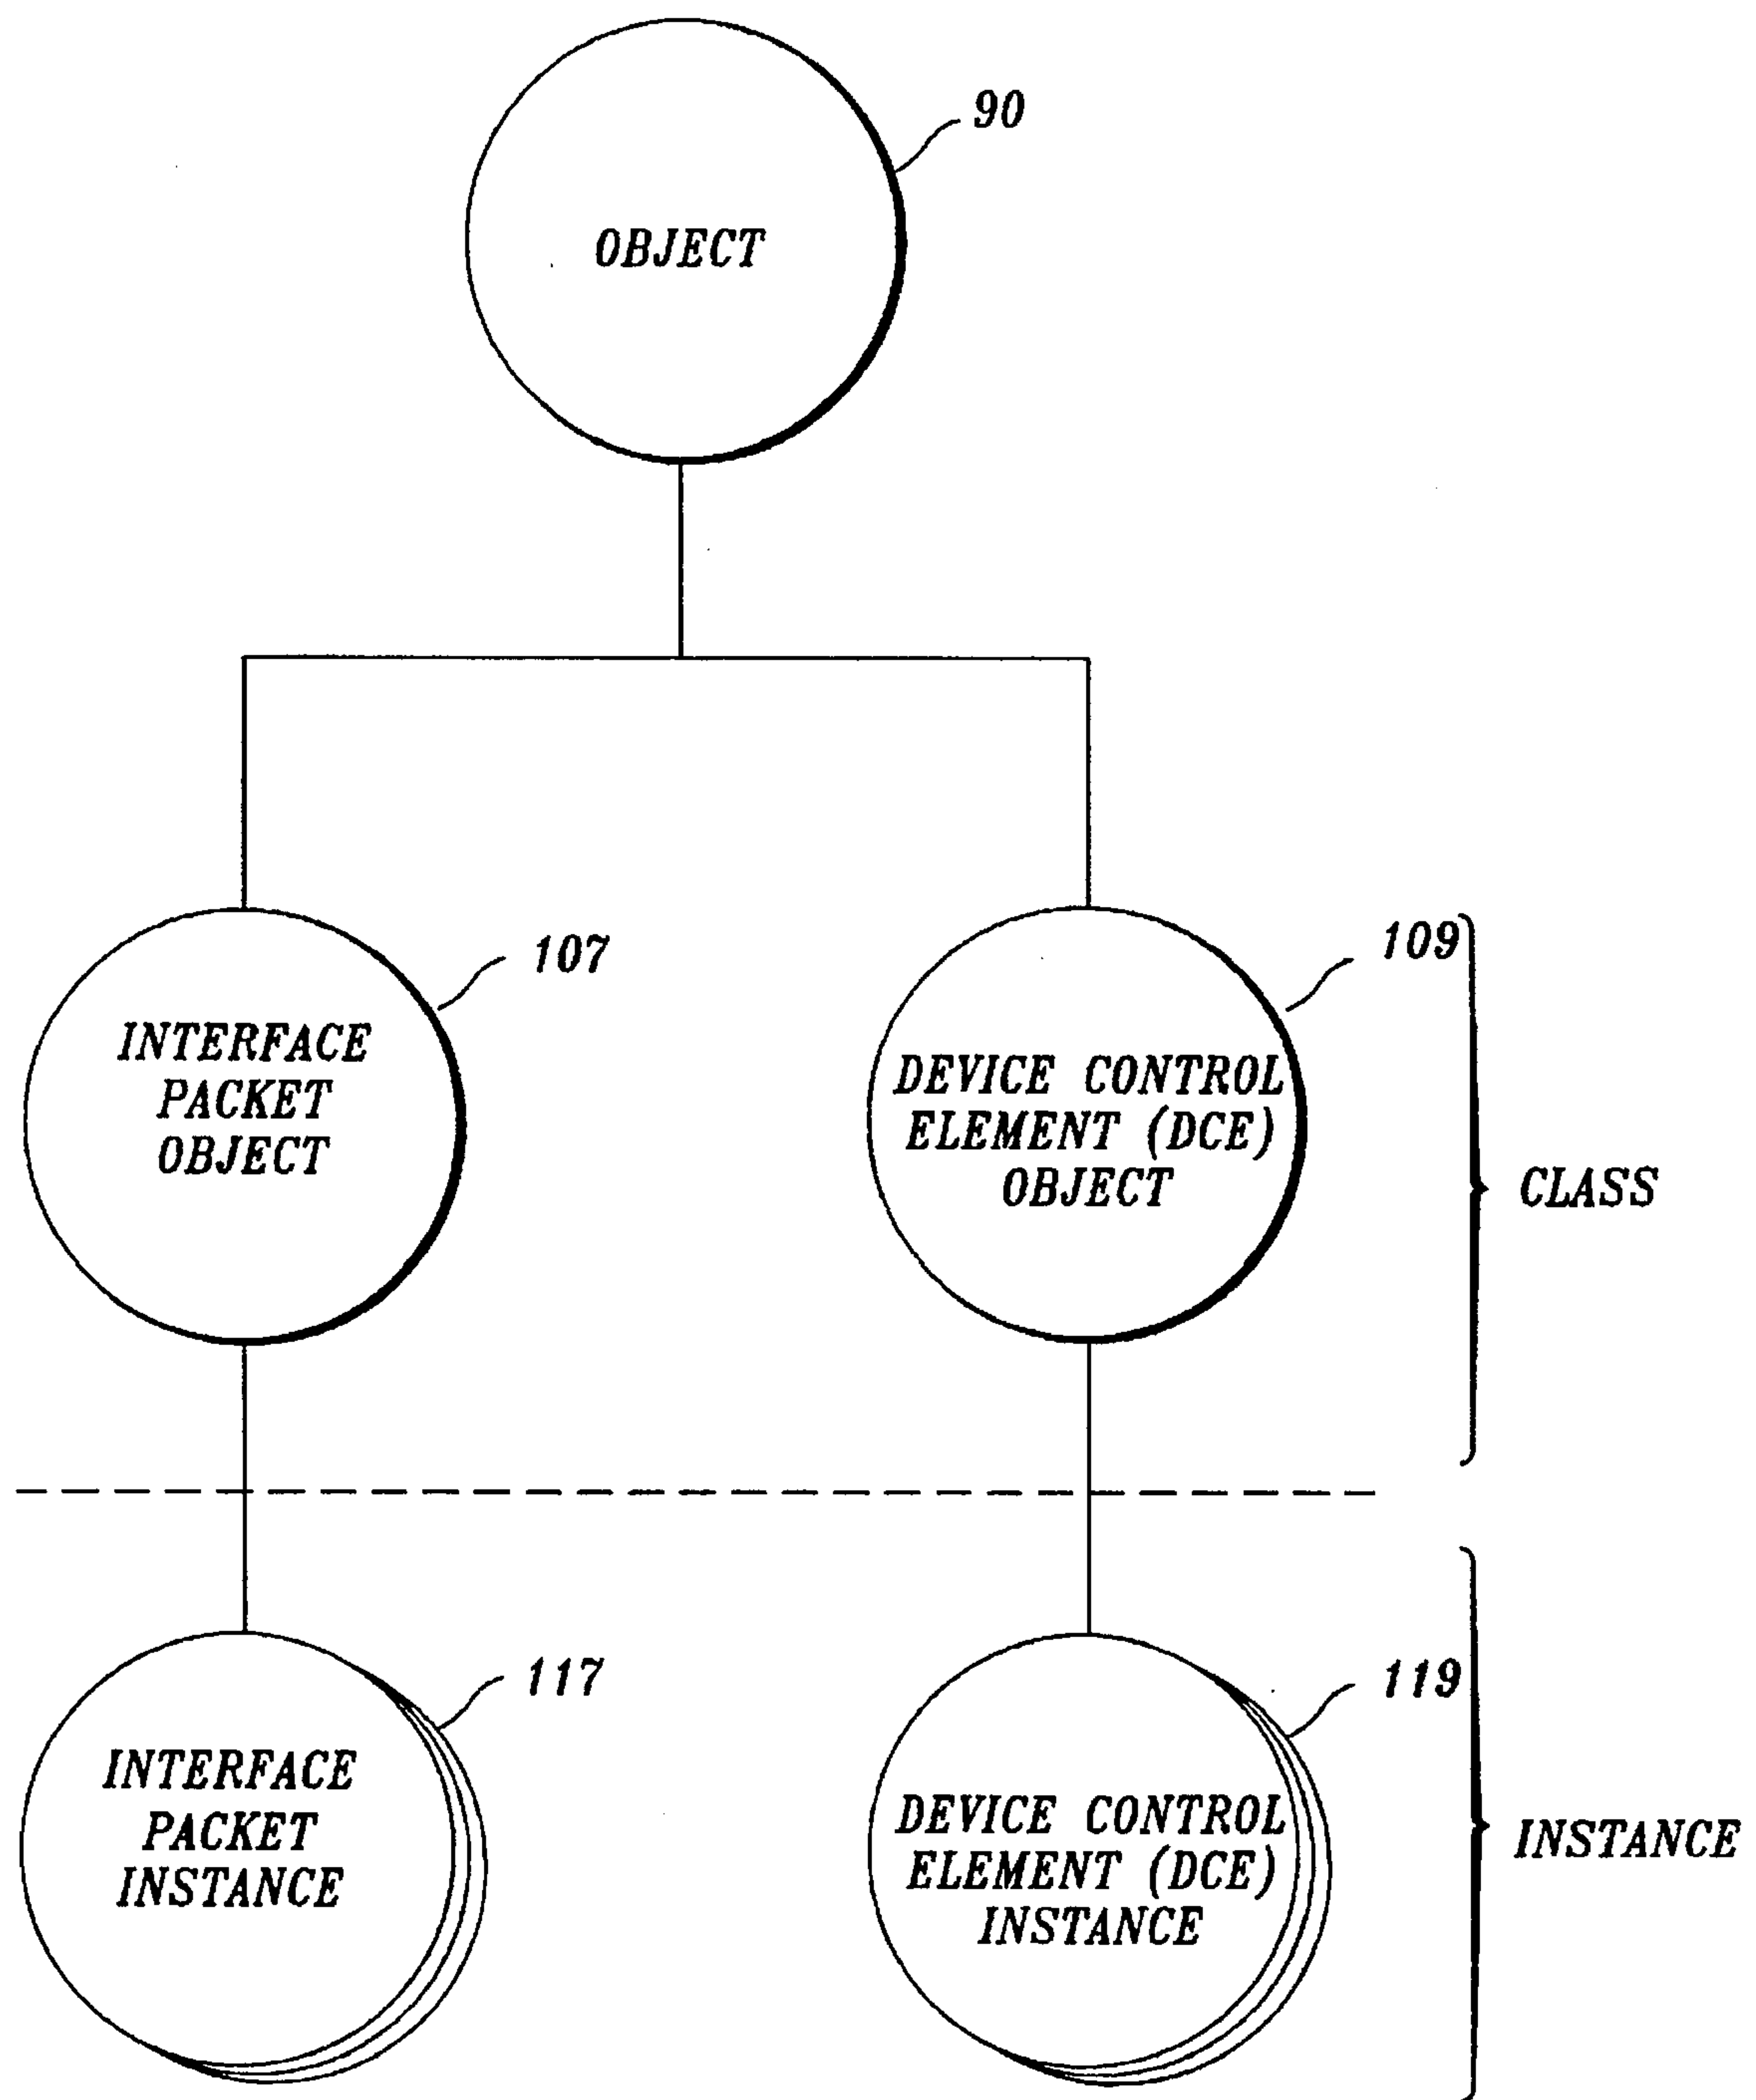 90
OBJECT
107
INTERFACE
PACKET
OBJECT
109
DEVICE CONTROL
ELEMENT (DCE)
OBJECT
CLASS
117
INTERFACE
PACKET
INSTANCE
119
DEVICE CONTROL
ELEMENT (DCE)
INSTANCE
INSTANCE